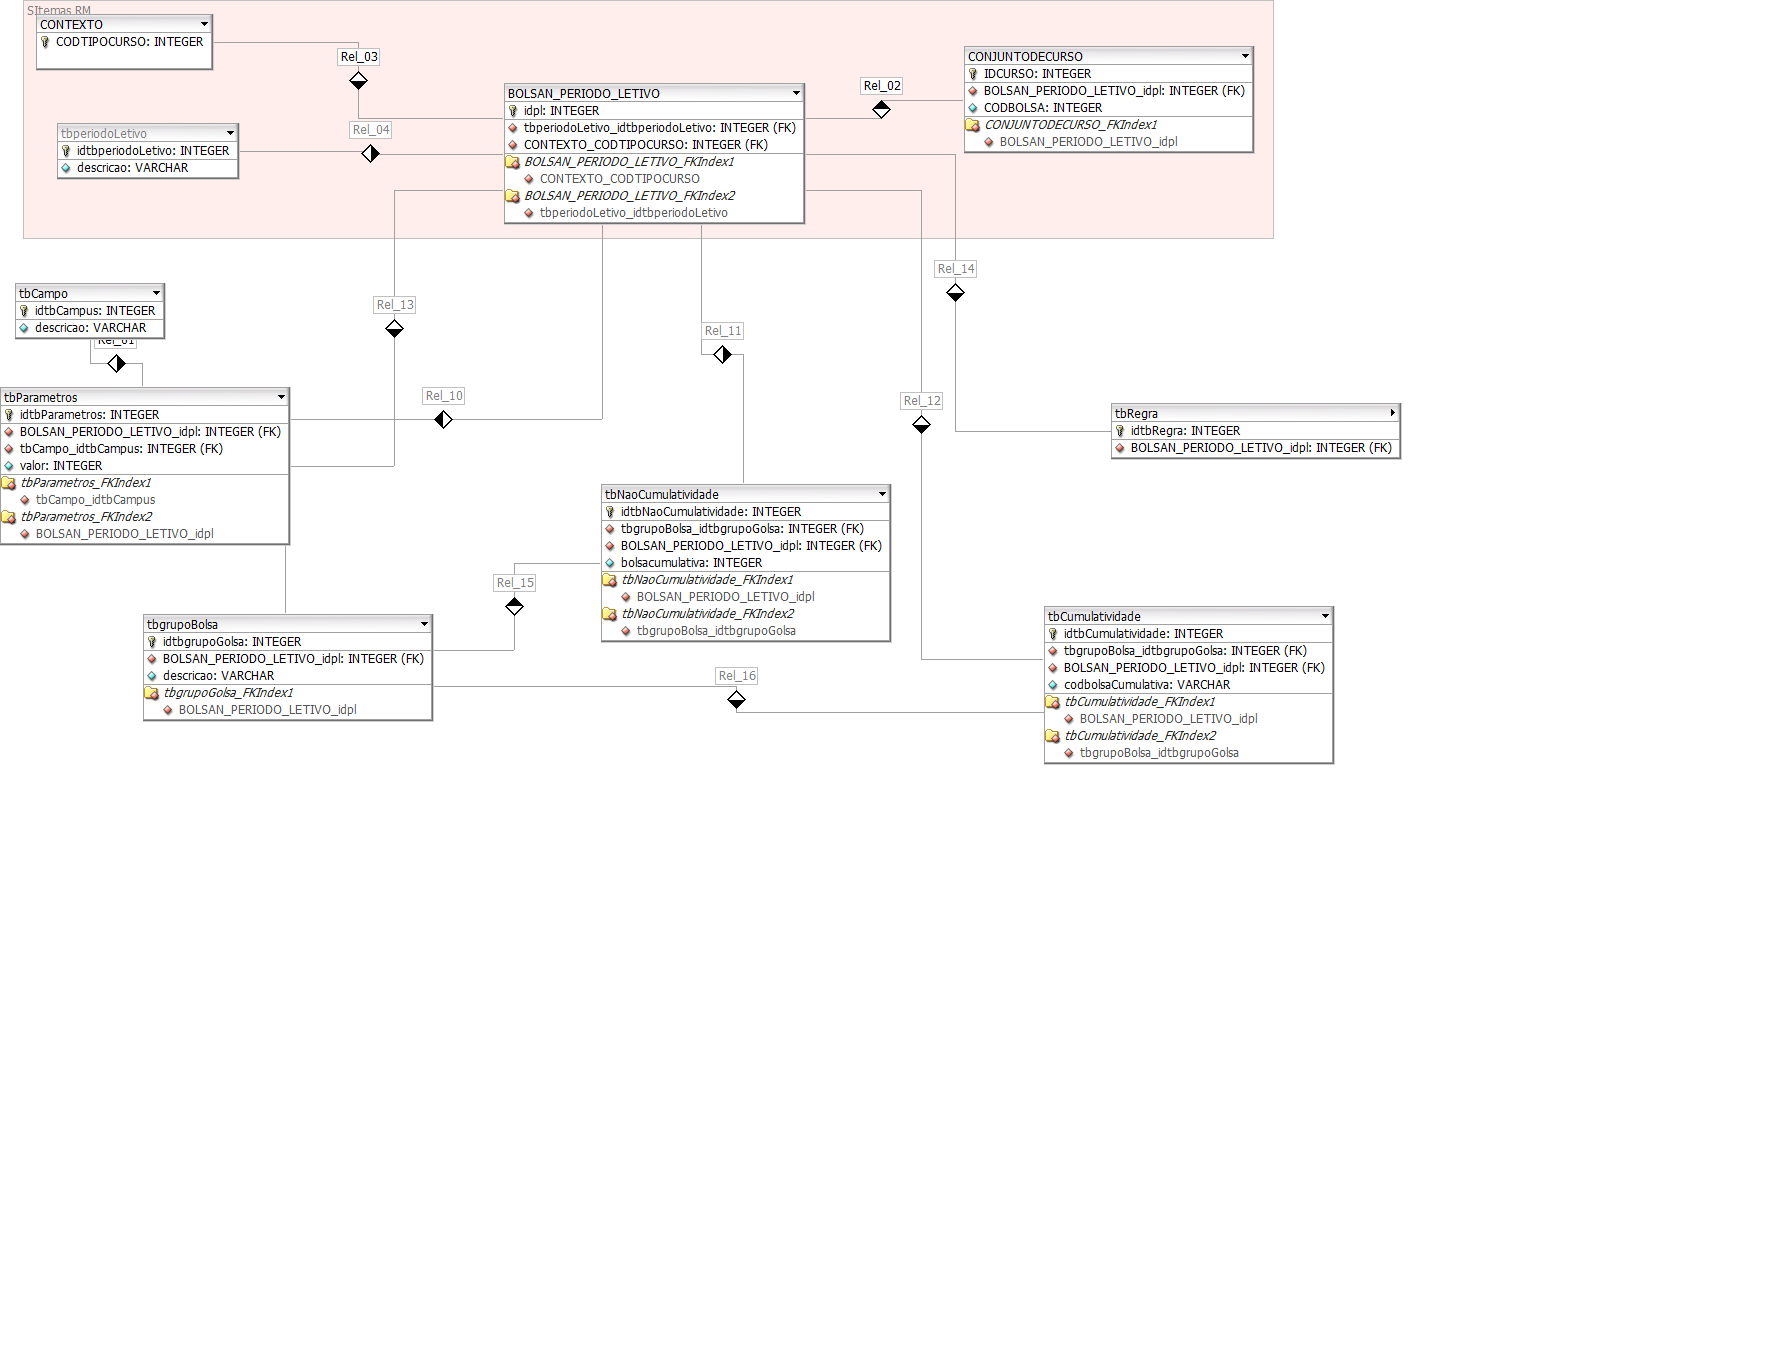 SItemas RM
CONTEXTO
CODTIPOCURSO: INTEGER
Rel_03
tbperiodoLetivo
idtbperiodoLetivo: INTEGER
descricao: VARCHAR
Rel_04
BOLSAN_PERIODO_LETIVO
idpl: INTEGER
tbperiodoLetivo_idtbperiodoLetivo: INTEGER (FK)
CONTEXTO_CODTIPOCURSO: INTEGER (FK)
BOLSAN_PERIODO_LETIVO_FKIndex1
CONTEXTO_CODTIPOCURSO
BOLSAN_PERIODO_LETIVO_FKIndex2
tbperiodoLetivo_idtbperiodoLetivo
Rel_02
CONJUNTODECURSO
IDCURSO: INTEGER
BOLSAN_PERIODO_LETIVO_idpl: INTEGER (FK)
CODBOLSA: INTEGER
CONJUNTODECURSO_FKIndex1
BOLSAN_PERIODO_LETIVO_idpl
Rel_14
tbCampo
idtbCampus: INTEGER
descricao: VARCHAR
Rel_01
Rel_13
Rel_11
Rel_10
Rel_12
tbParametros
idtbParametros: INTEGER
BOLSAN_PERIODO_LETIVO_idpl: INTEGER (FK)
tbCampo_idtbCampus: INTEGER (FK)
valor: INTEGER
tbParametros_FKIndex1
tbCampo_idtbCampus
tbParametros_FKIndex2
BOLSAN_PERIODO_LETIVO_idpl
tbRegra
idtbRegra: INTEGER
BOLSAN_PERIODO_LETIVO_idpl: INTEGER (FK)
tbNaoCumulatividade
idtbNaoCumulatividade: INTEGER
tbgrupoBolsa_idtbgrupoGolsa: INTEGER (FK)
BOLSAN_PERIODO_LETIVO_idpl: INTEGER (FK)
bolsacumulativa: INTEGER
tbNaoCumulatividade_FKIndex1
BOLSAN_PERIODO_LETIVO_idpl
tbNaoCumulatividade_FKIndex2
tbgrupoBolsa_idtbgrupoGolsa
Rel_15
tbgrupoBolsa
idtbgrupoGolsa: INTEGER
BOLSAN_PERIODO_LETIVO_idpl: INTEGER (FK)
descricao: VARCHAR
tbgrupoGolsa_FKIndex1
BOLSAN_PERIODO_LETIVO_idpl
Rel_16
tbCumulatividade
idtbCumulatividade: INTEGER
tbgrupoBolsa_idtbgrupoGolsa: INTEGER (FK)
BOLSAN_PERIODO_LETIVO_idpl: INTEGER (FK)
codbolsaCumulativa: VARCHAR
tbCumulatividade_FKIndex1
BOLSAN_PERIODO_LETIVO_idpl
tbCumulatividade_FKIndex2
tbgrupoBolsa_idtbgrupoGolsa